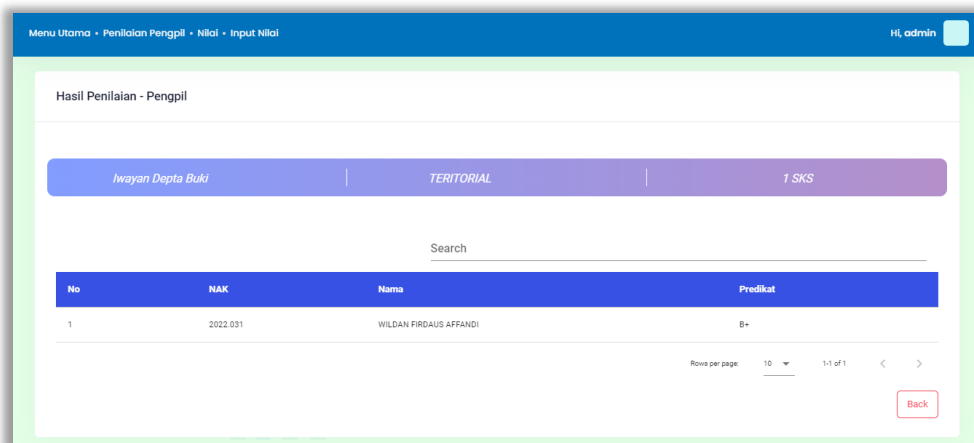 Menu Utama • Penilaian Pengpil • Nilai • Input Nilai Hi, admin
Hasil Penilaian - Pengpil
Iwayan Depta Buki TERITORIAL 1 SKS
Search
No NAK Nama Predikat
1 2022.031 WILDAN FIRDAUS AFFANDI B+
Rows per page: 10 1-1 of 1
Back